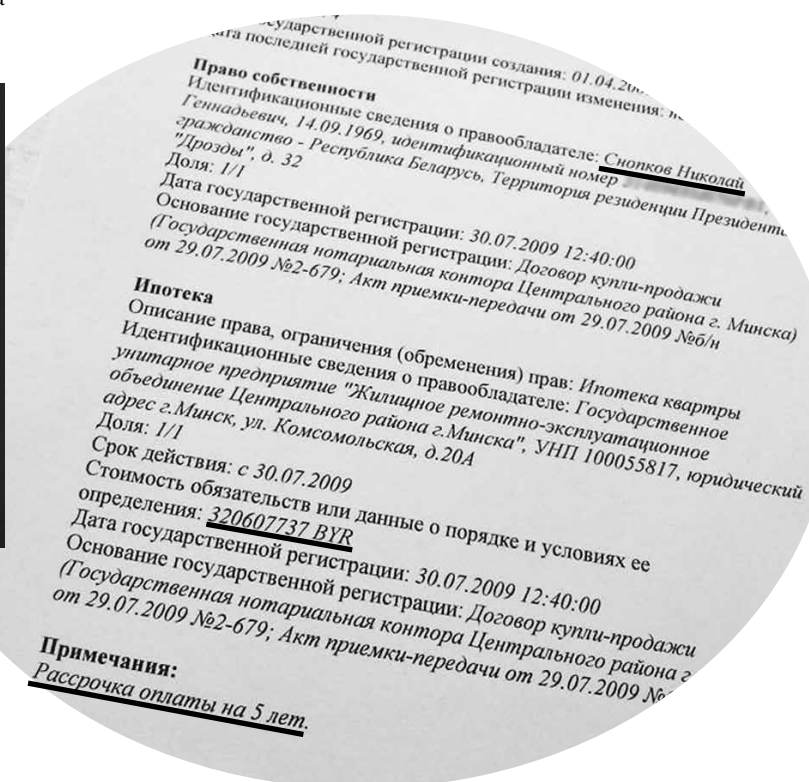 осударственной регистрации создания: 01.04.20
ата последней государственной регистрации изменения:
Право собственности
Идентификационные сведения о правообладателе: Снопков Николай
Геннадьевич, 14.09.1969, идентификационный номер
гражданство - Республика Беларусь, Территория резиденции Президента
"Дрозды", д. 32
Доля: 1/1
Дата государственной регистрации: 30.07.2009 12:40:00
Основание государственной регистрации: Договор купли-продажи
(Государственная нотариальная контора Центрального района г. Минска)
от 29.07.2009 №2-679; Акт приемки-передачи от 29.07.2009 №б/н
Ипотека
Описание права, ограничения (обременения) прав: Ипотека квартры
Идентификационные сведения о правообладателе: Государственное
унитарное предприятие "Жилищное ремонтно-эксплуатационное
объединение Центрального района г.Минска", УНП 100055817, юридический
адрес г.Минск, ул. Комсомольская, д.20А
Доля: 1/1
Срок действия: с 30.07.2009
Стоимость обязательств или данные о порядке и условиях ее
определения: 320607737 BYR
Дата государственной регистрации: 30.07.2009 12:40:00
Основание государственной регистрации: Договор купли-продажи
(Государственная нотариальная контора Центрального района г.
от 29.07.2009 №2-679; Акт приемки-передачи от 29.07.2009 №
Примечания:
Рассрочка оплаты на 5 лет.